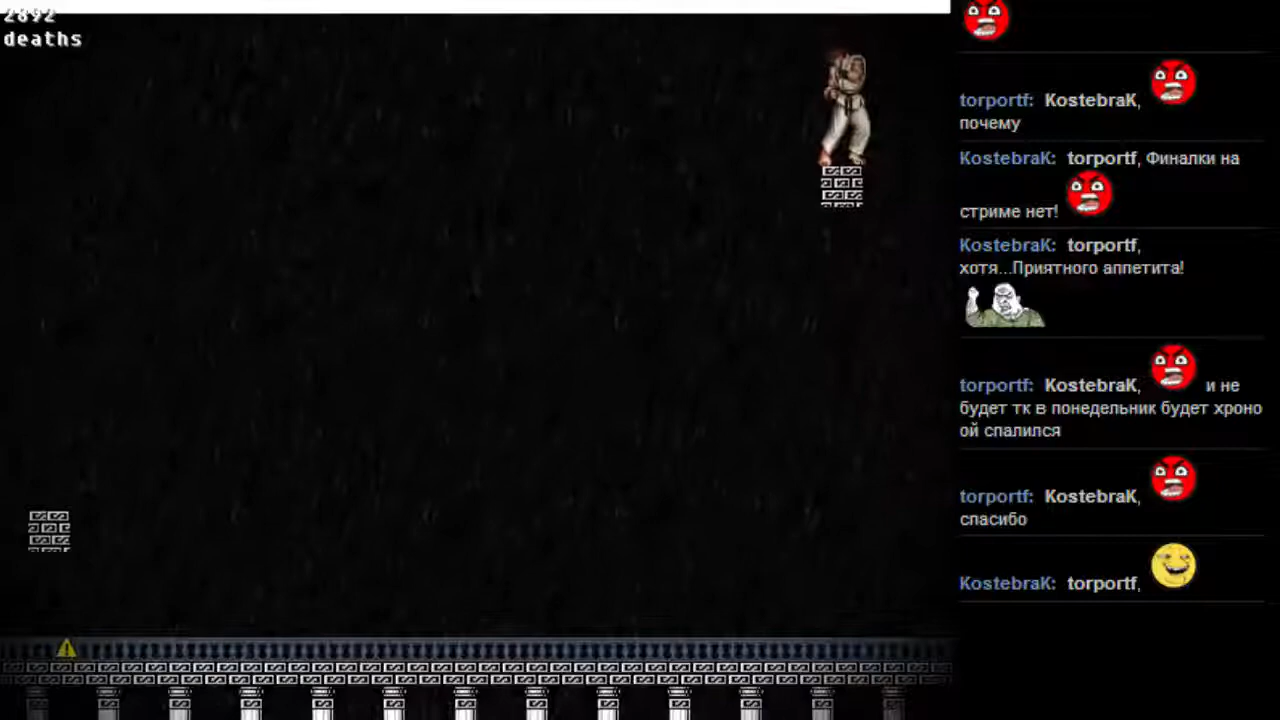 2892
deaths
torportf: KostebraK,
почему
KostebraK: torportf, Финалки на
стриме нет!
KostebraK: torportf,
хотя...Приятного аппетита!
torportf: KostebraK, и не
будет тк в понедельник будет хроно
ой спалился
torportf: KostebraK,
спасибо
KostebraK: torportf,